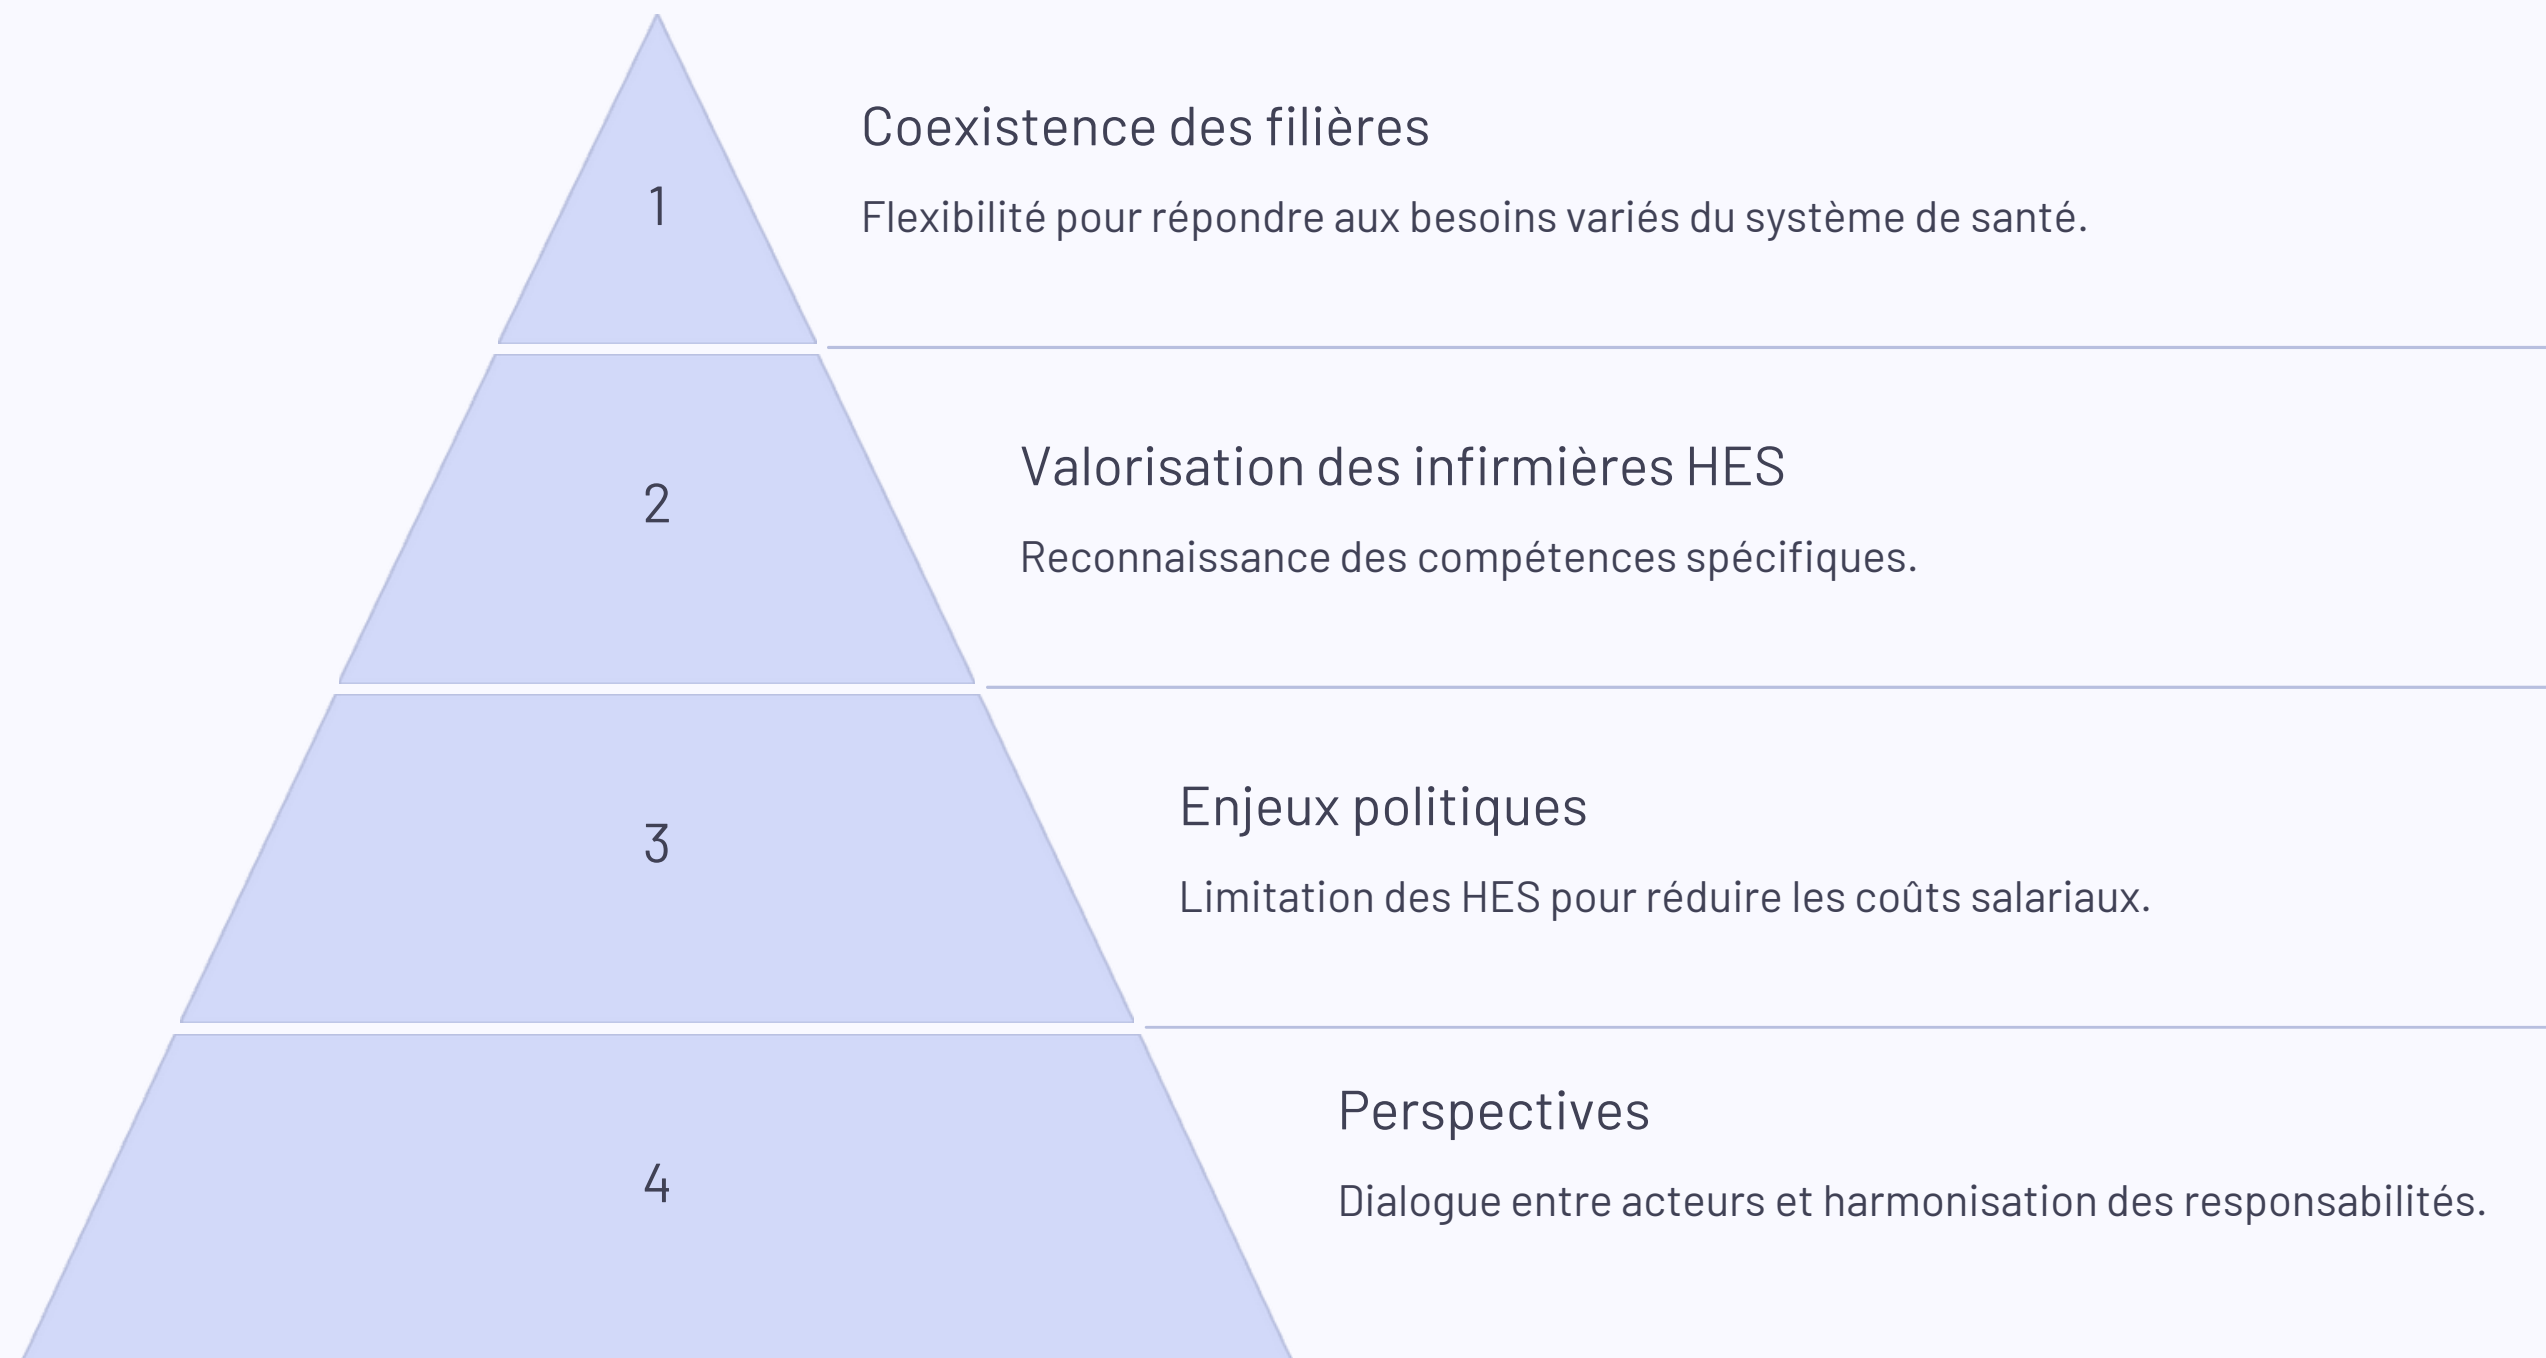 1
Coexistence des filières
Flexibilité pour répondre aux besoins variés du système de santé.
2
Valorisation des infirmières HES
Reconnaissance des compétences spécifiques.
3
Enjeux politiques
Limitation des HES pour réduire les coûts salariaux.
4
Perspectives
Dialogue entre acteurs et harmonisation des responsabilités.